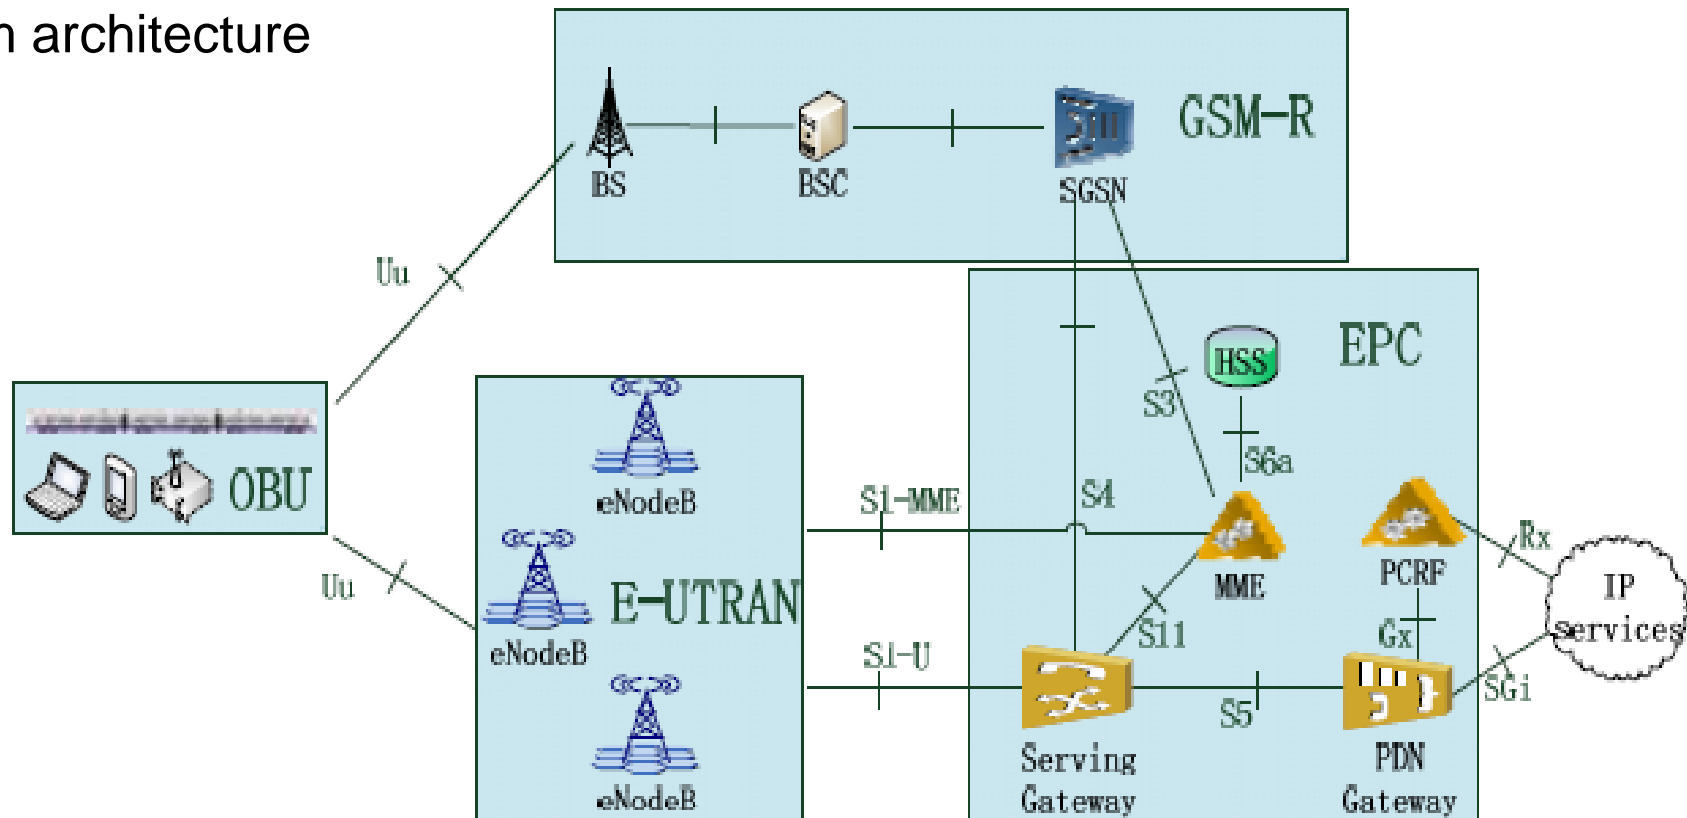 n architecture
GSM-R
BS
BSC
SGSN
Uu
EPC
HSS
S3
S6a
OBU
eNodeB
S1-MME
S4
Rx
Uu
eNodeB
E-UTRAN
MME
PCRF
IP
services
S11
Gx
S1-U
S5
SGi
eNodeB
Serving
Gateway
PDN
Gateway